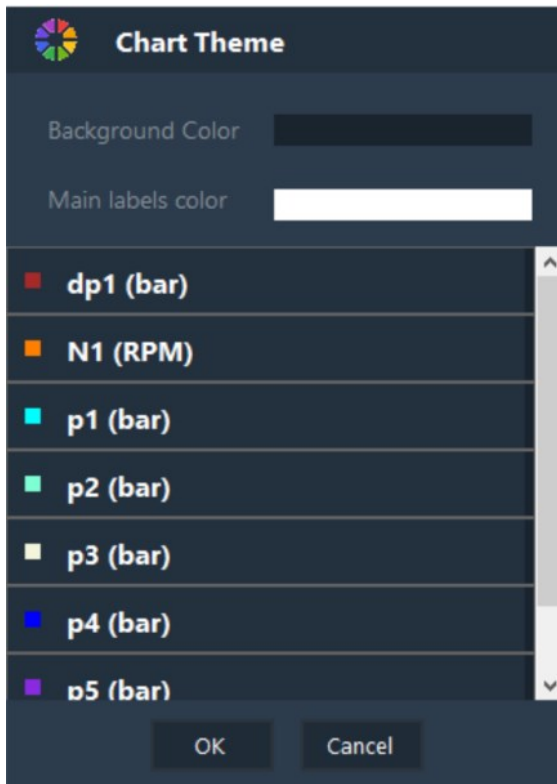 Chart Theme
Background Color
Main labels color
dp1 (bar)
N1 (RPM)
p1 (bar)
p2 (bar)
p3 (bar)
p4 (bar)
p5 (bar)
OK
Cancel